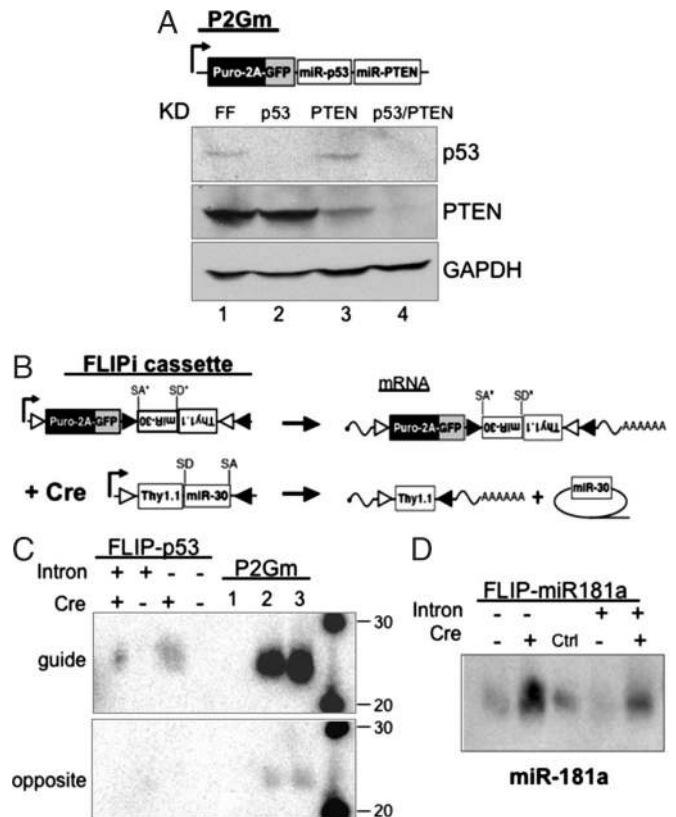 A
P2Gm
Puro-2A-GFP miR-p53 miR-PTEN
KD FF p53 PTEN p53/PTEN
p53
PTEN
GAPDH
1 2 3 4
B
FLIPi cassette
SA* SD*
Puro-2A-GFP miR-30 Thy1.1
mRNA
SA* SD*
Puro-2A-GFP miR-30 Thy1.1 AAAAAA
+ Cre
SD SA
Thy1.1 miR-30
Thy1.1 AAAAAA + miR-30
C
FLIP-p53
P2Gm
Intron + + - -
Cre + - + - 1 2 3
guide
30
20
opposite
30
20
D
FLIP-miR181a
Intron - - + +
Cre - + Ctrl - +
miR-181a